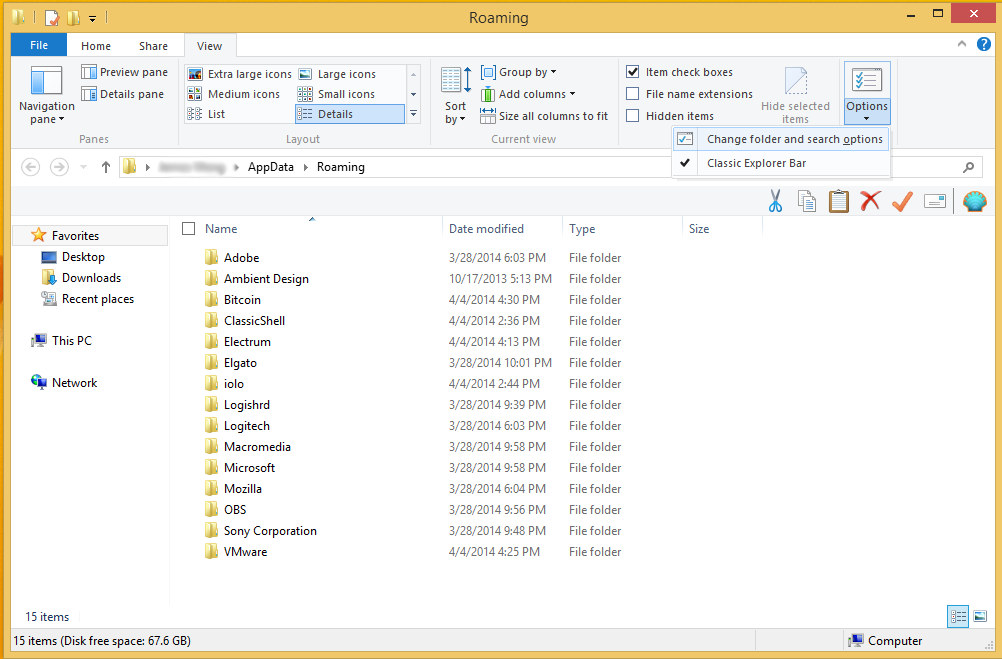 Roaming
File Home Share View
Navigation pane
Preview pane
Details pane
Panes
Extra large icons Large icons
Medium icons Small icons
List Details
Layout
Sort by
Group by
Add columns
Size all columns to fit
Current view
Item check boxes
File name extensions
Hidden items
Hide selected items
Options
Change folder and search options
Classic Explorer Bar
AppData Roaming
Favorites
Desktop
Downloads
Recent places
This PC
Network
Name Date modified Type Size
Adobe 3/28/2014 6:03 PM File folder
Ambient Design 10/17/2013 5:13 PM File folder
Bitcoin 4/4/2014 4:30 PM File folder
ClassicShell 4/4/2014 2:36 PM File folder
Electrum 4/4/2014 4:13 PM File folder
Elgato 3/28/2014 10:01 PM File folder
iolo 4/4/2014 2:44 PM File folder
Logishrd 3/28/2014 9:39 PM File folder
Logitech 3/28/2014 6:03 PM File folder
Macromedia 3/28/2014 9:58 PM File folder
Microsoft 3/28/2014 9:58 PM File folder
Mozilla 3/28/2014 6:04 PM File folder
OBS 3/28/2014 9:56 PM File folder
Sony Corporation 3/28/2014 9:48 PM File folder
VMware 4/4/2014 4:25 PM File folder
15 items
15 items (Disk free space: 67.6 GB) Computer